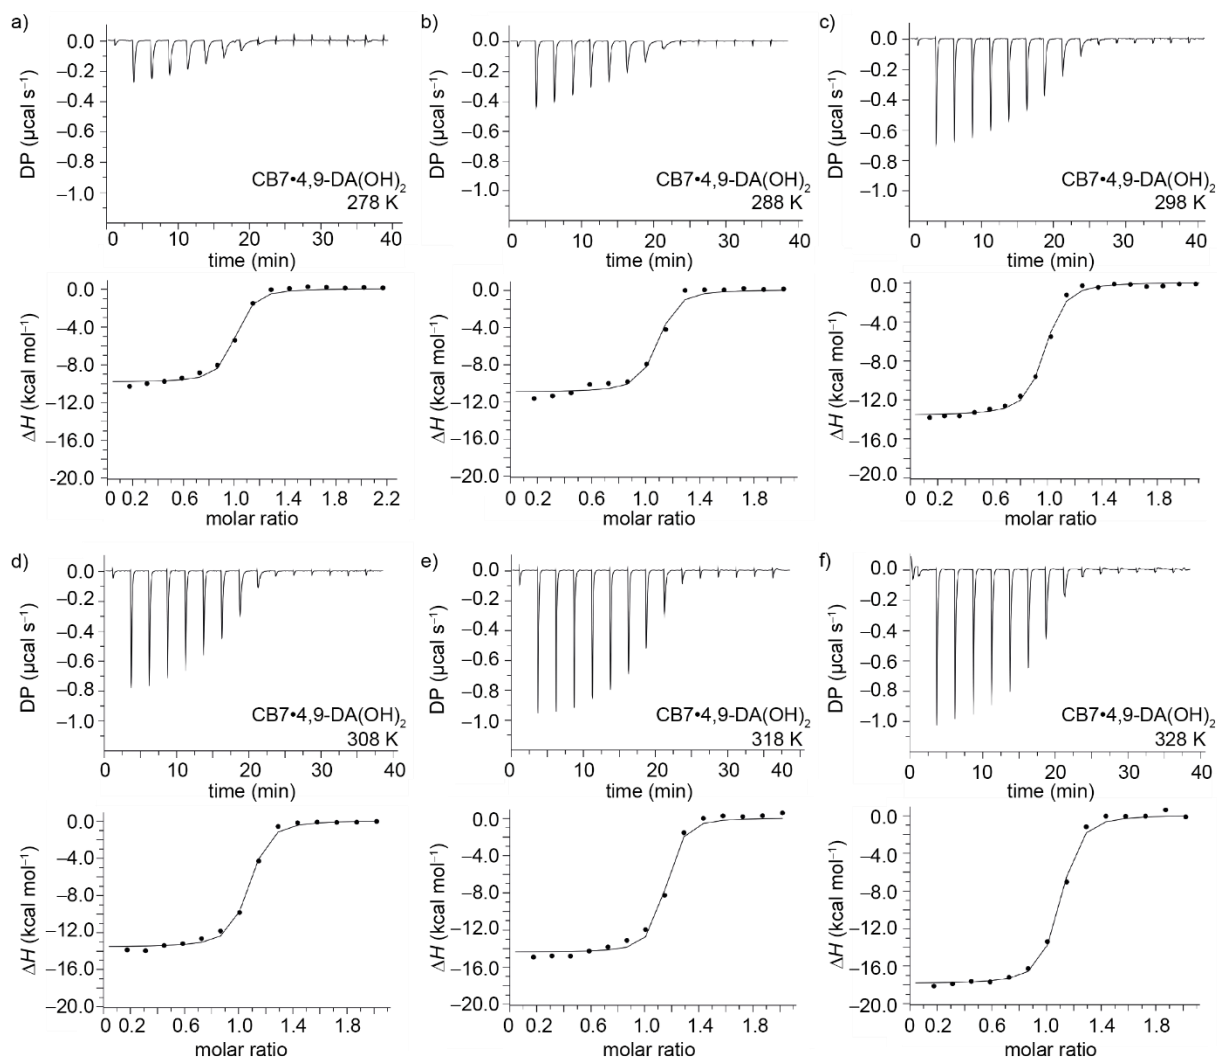 a)
0.0
−0.2
−0.4
−0.6
−0.8
−1.0
DP (µcal s⁻¹)
CB7•4,9-DA(OH)₂
278 K
0 10 20 30 40
time (min)
0.0
−4.0
−8.0
−12.0
−16.0
-20.0
ΔH (kcal mol⁻¹)
0 0.2 0.6 1.0 1.4 1.8 2.2
molar ratio
b)
0.0
−0.2
−0.4
−0.6
−0.8
−1.0
DP (µcal s⁻¹)
CB7•4,9-DA(OH)₂
288 K
0 10 20 30 40
time (min)
0.0
−4.0
−8.0
−12.0
−16.0
−20.0
ΔH (kcal mol⁻¹)
0 0.2 0.6 1.0 1.4 1.8
molar ratio
c)
0.0
−0.2
−0.4
−0.6
−0.8
−1.0
DP (µcal s⁻¹)
CB7•4,9-DA(OH)₂
298 K
0 10 20 30 40
time (min)
0.0
−4.0
−8.0
−12.0
−16.0
−20.0
ΔH (kcal mol⁻¹)
0 0.2 0.6 1.0 1.4 1.8
molar ratio
d)
0.0
−0.2
−0.4
−0.6
−0.8
−1.0
DP (µcal s⁻¹)
CB7•4,9-DA(OH)₂
308 K
0 10 20 30 40
time (min)
0.0
−4.0
−8.0
−12.0
−16.0
−20.0
ΔH (kcal mol⁻¹)
0 0.2 0.6 1.0 1.4 1.8
molar ratio
e)
0.0
−0.2
−0.4
−0.6
−0.8
−1.0
DP (µcal s⁻¹)
CB7•4,9-DA(OH)₂
318 K
0 10 20 30 40
time (min)
0.0
−4.0
−8.0
−12.0
−16.0
−20.0
ΔH (kcal mol⁻¹)
0 0.2 0.6 1.0 1.4 1.8
molar ratio
f)
0.0
−0.2
−0.4
−0.6
−0.8
−1.0
DP (µcal s⁻¹)
CB7•4,9-DA(OH)₂
328 K
0 10 20 30 40
time (min)
0.0
−4.0
−8.0
−12.0
−16.0
−20.0
ΔH (kcal mol⁻¹)
0 0.2 0.6 1.0 1.4 1.8
molar ratio